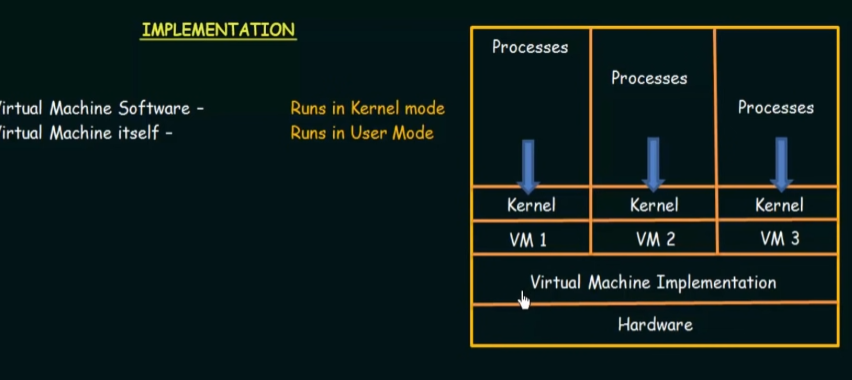 IMPLEMENTATION
irtual Machine Software - Runs in Kernel mode
irtual Machine itself - Runs in User Mode
Processes
Processes
Processes
Kernel Kernel Kernel
VM 1 VM 2 VM 3
Virtual Machine Implementation
Hardware